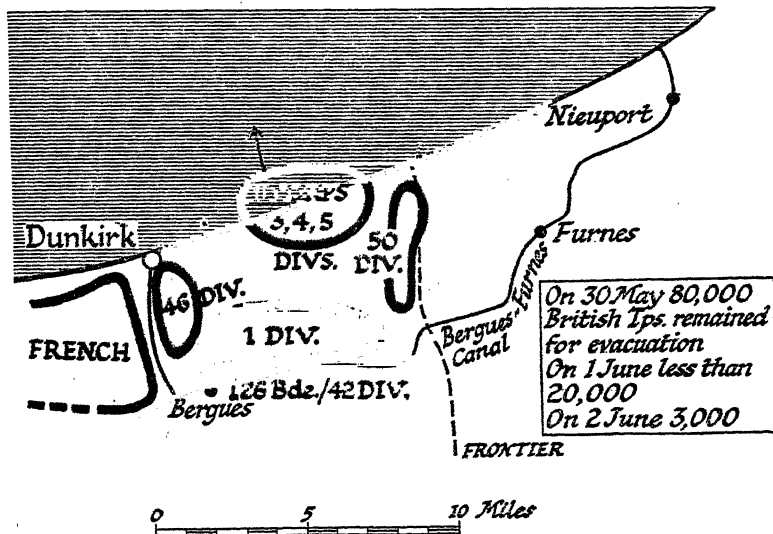 Nieuport
3, 4, 5
DIVS.
50
DIV.
Dunkirk
Furnes
46 DIV.
1 DIV.
FRENCH
Bergues-Furnes
Canal
126 Bde./42 DIV.
Bergues
FRONTIER
On 30 May 80,000
British Tps. remained
for evacuation
On 1 June less than
20,000
On 2 June 3,000
0 5 10 Miles